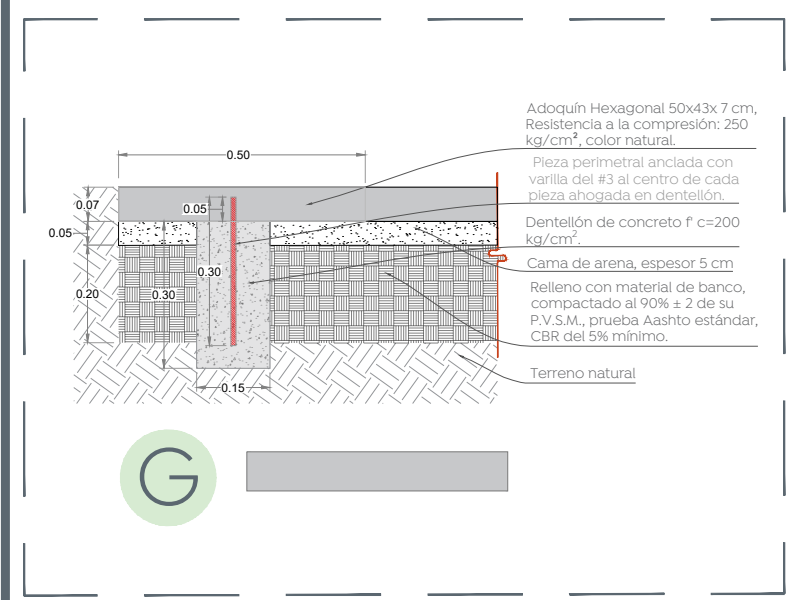 Adoquín Hexagonal 50x43x 7 cm,
Resistencia a la compresión: 250
kg/cm², color natural.
Pieza perimetral anclada con
varilla del #3 al centro de cada
pieza ahogada en dentellón.
Dentellón de concreto f' c=200
kg/cm².
Cama de arena, espesor 5 cm
Relleno con material de banco,
compactado al 90% ± 2 de su
P.V.S.M., prueba Aashto estándar,
CBR del 5% mínimo.
Terreno natural
0.50
0.07
0.05
0.05
0.30
0.20
0.30
0.15
G